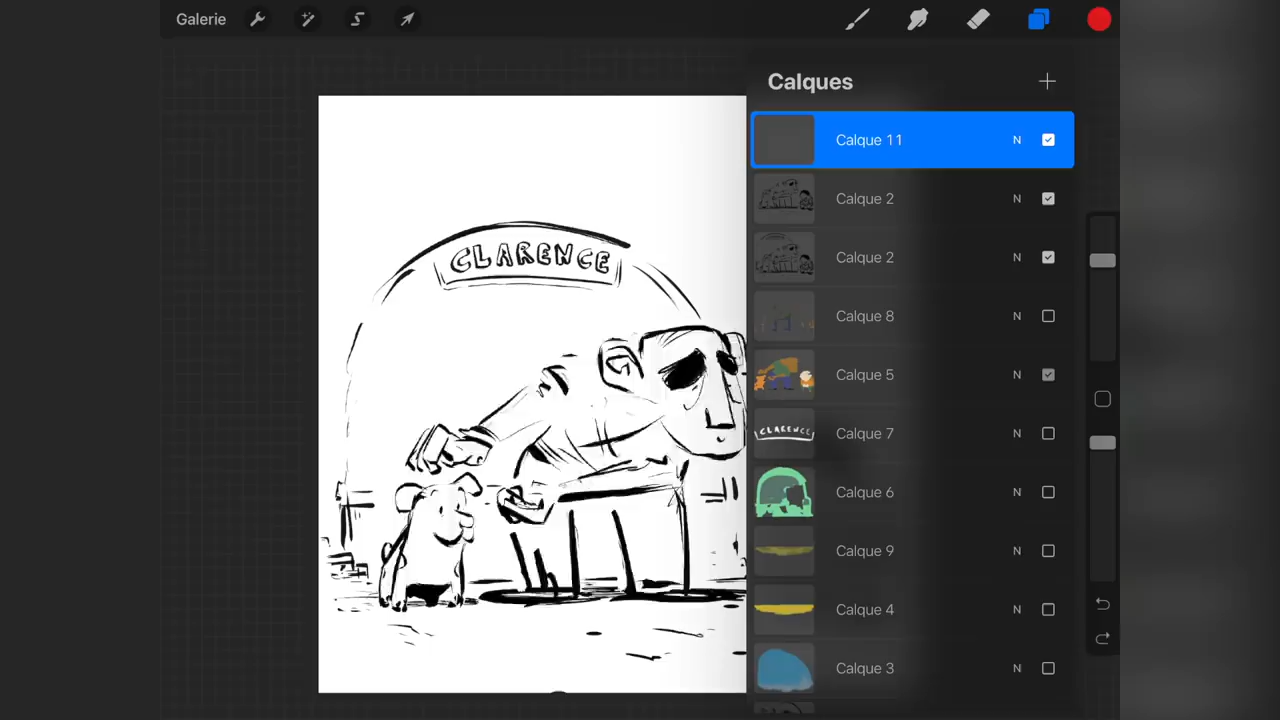 Galerie
Calques
Calque 11 N
Calque 2 N
Calque 2 N
Calque 8 N
Calque 5 N
Calque 7 N
Calque 6 N
Calque 9 N
Calque 4 N
Calque 3 N
CLARENCE
CLARENCE